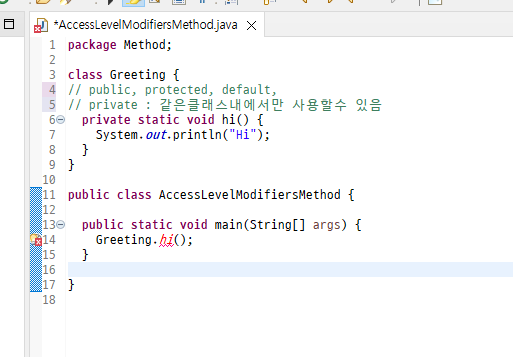 *AccessLevelModifiersMethod.java
1 package Method;
2
3 class Greeting {
4 // public, protected, default,
5 // private : 같은클래스내에서만 사용할수 있음
6 private static void hi() {
7 System.out.println("Hi");
8 }
9 }
10
11 public class AccessLevelModifiersMethod {
12
13 public static void main(String[] args) {
14 Greeting.hi();
15 }
16
17 }
18